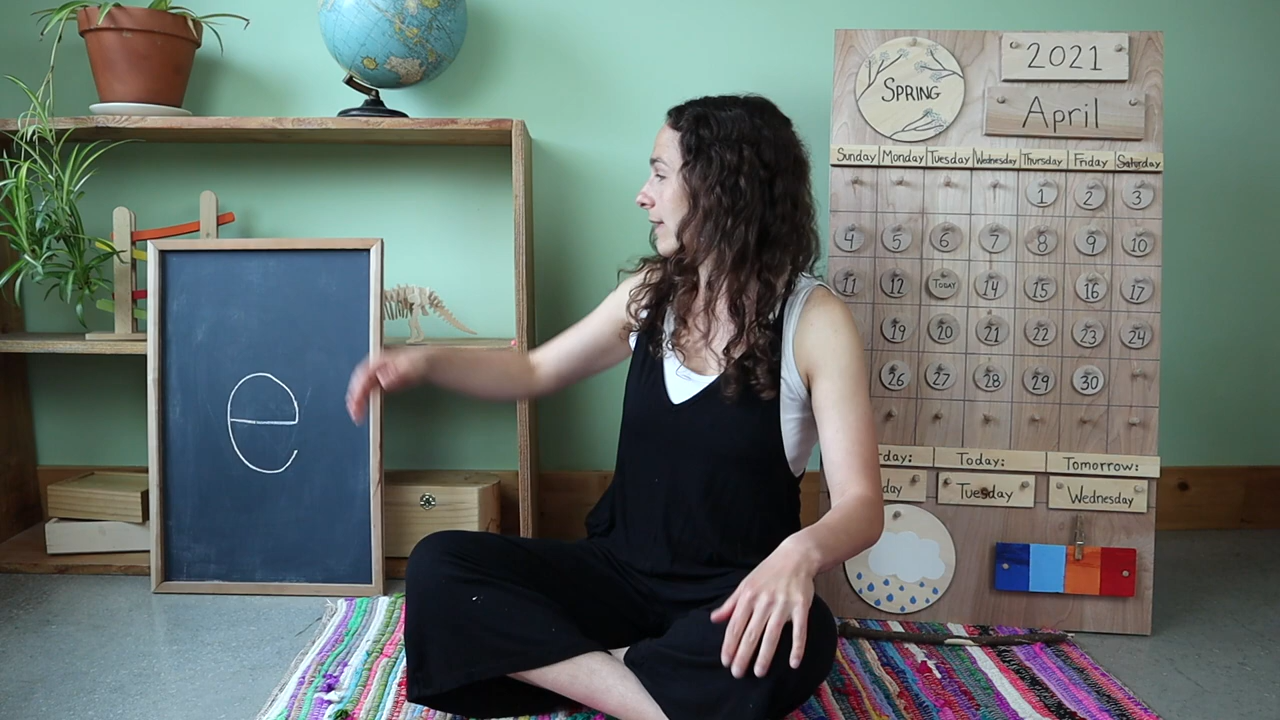 e
SPRING
2021
April
Sunday Monday Tuesday Wednesday Thursday Friday Saturday
1 2 3
4 5 6 7 8 9 10
11 12 TODAY 14 15 16 17
19 20 21 22 23 24
26 27 28 29 30
rday: Today: Tomorrow:
day Tuesday Wednesday